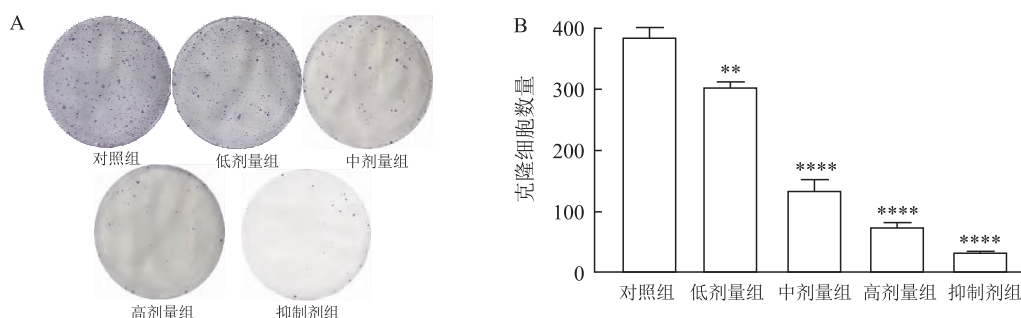 A
对照组
低剂量组
中剂量组
高剂量组
抑制剂组
B
克隆细胞数量
400
300
200
100
0
**
****
****
****
对照组
低剂量组
中剂量组
高剂量组
抑制剂组